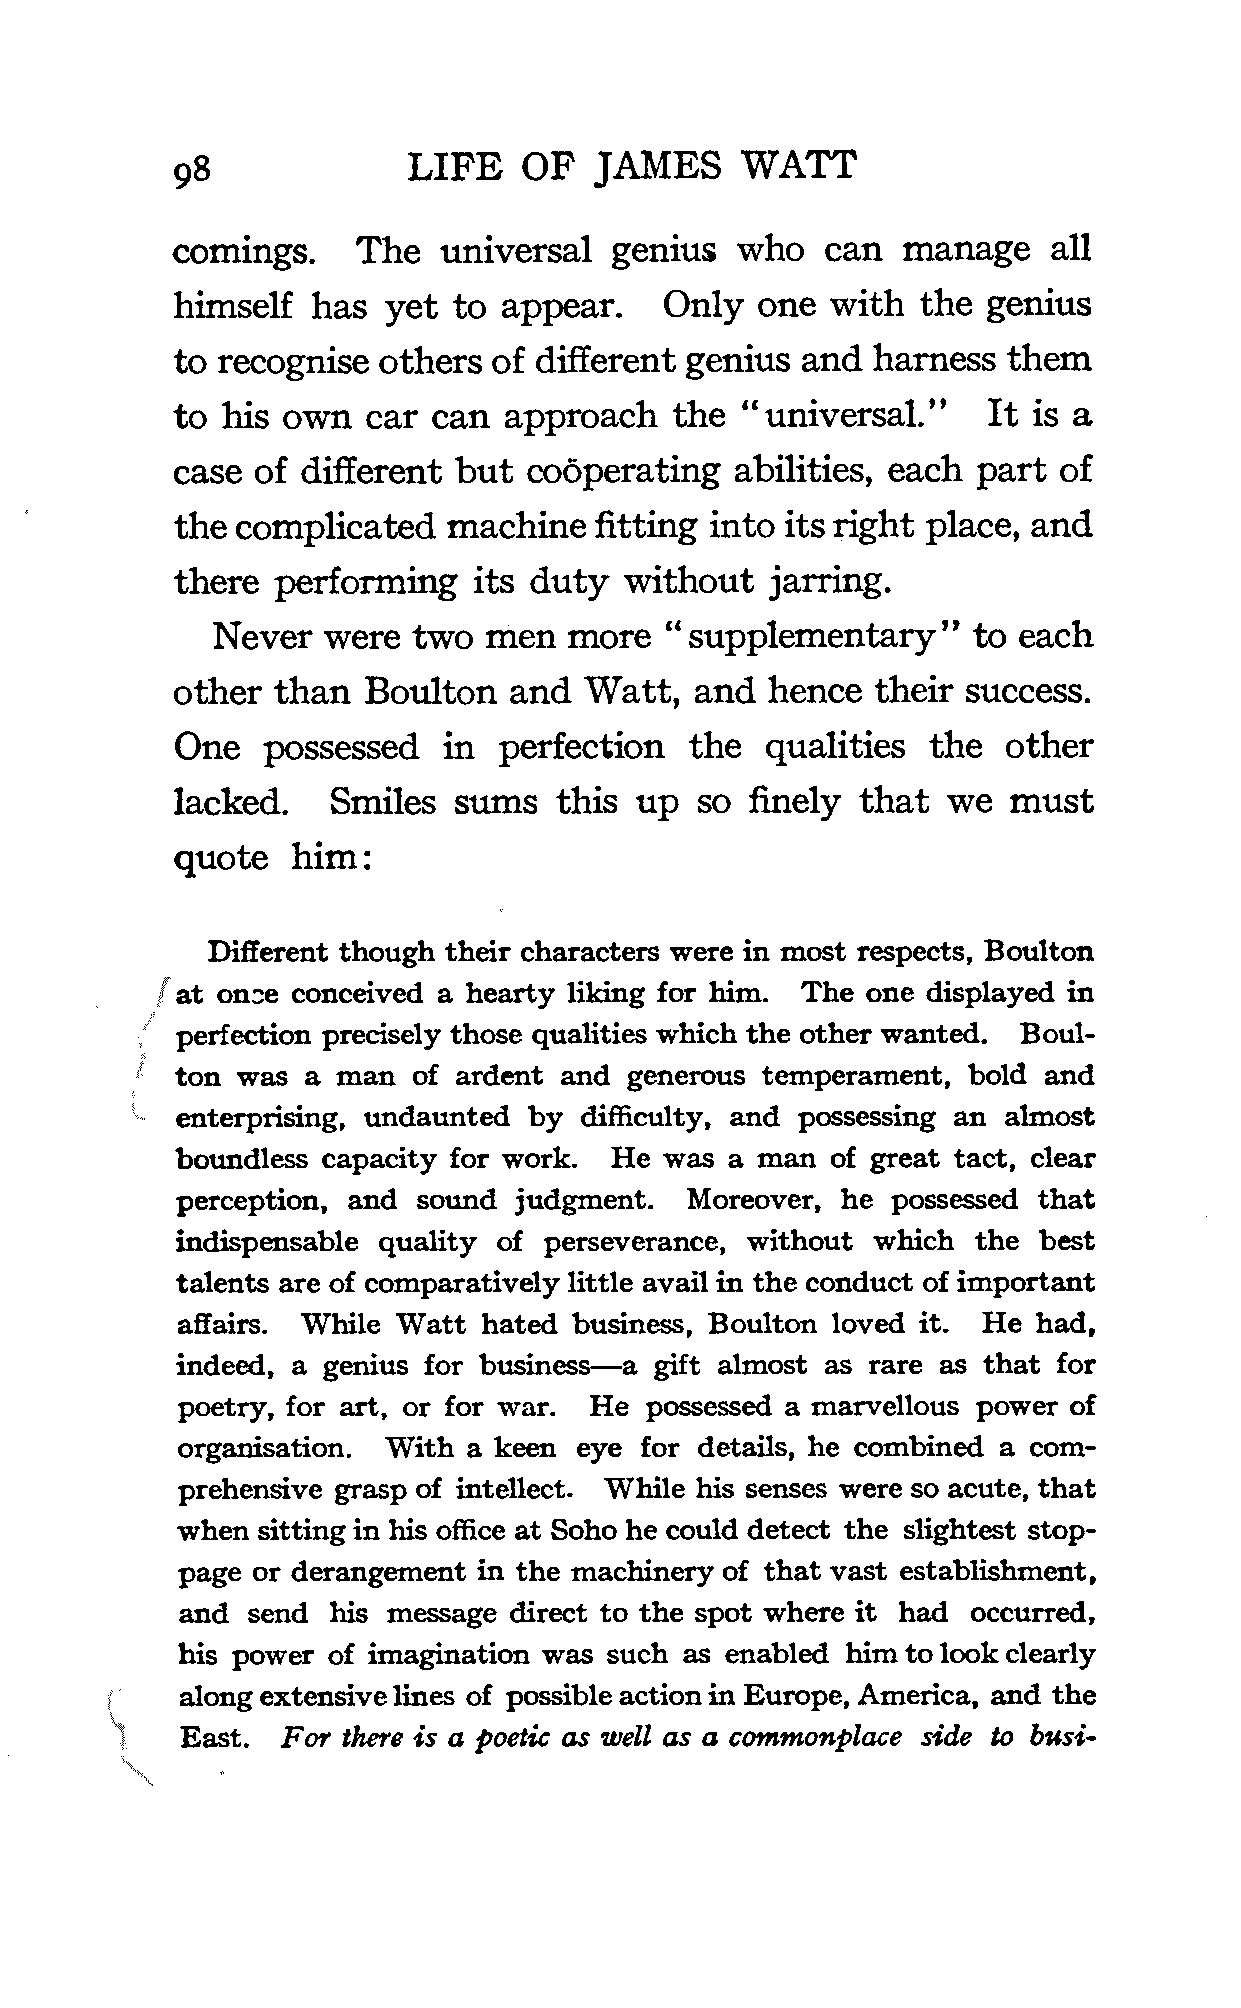 98 LIFE OF JAMES WATT
comings. The universal genius who can manage all
himself has yet to appear. Only one with the genius
to recognise others of different genius and harness them
to his own car can approach the "universal." It is a
case of different but coöperating abilities, each part of
the complicated machine fitting into its right place, and
there performing its duty without jarring.
Never were two men more "supplementary" to each
other than Boulton and Watt, and hence their success.
One possessed in perfection the qualities the other
lacked. Smiles sums this up so finely that we must
quote him:
Different though their characters were in most respects, Boulton
at once conceived a hearty liking for him. The one displayed in
perfection precisely those qualities which the other wanted. Boul-
ton was a man of ardent and generous temperament, bold and
enterprising, undaunted by difficulty, and possessing an almost
boundless capacity for work. He was a man of great tact, clear
perception, and sound judgment. Moreover, he possessed that
indispensable quality of perseverance, without which the best
talents are of comparatively little avail in the conduct of important
affairs. While Watt hated business, Boulton loved it. He had,
indeed, a genius for business—a gift almost as rare as that for
poetry, for art, or for war. He possessed a marvellous power of
organisation. With a keen eye for details, he combined a com-
prehensive grasp of intellect. While his senses were so acute, that
when sitting in his office at Soho he could detect the slightest stop-
page or derangement in the machinery of that vast establishment,
and send his message direct to the spot where it had occurred,
his power of imagination was such as enabled him to look clearly
along extensive lines of possible action in Europe, America, and the
East. For there is a poetic as well as a commonplace side to busi-